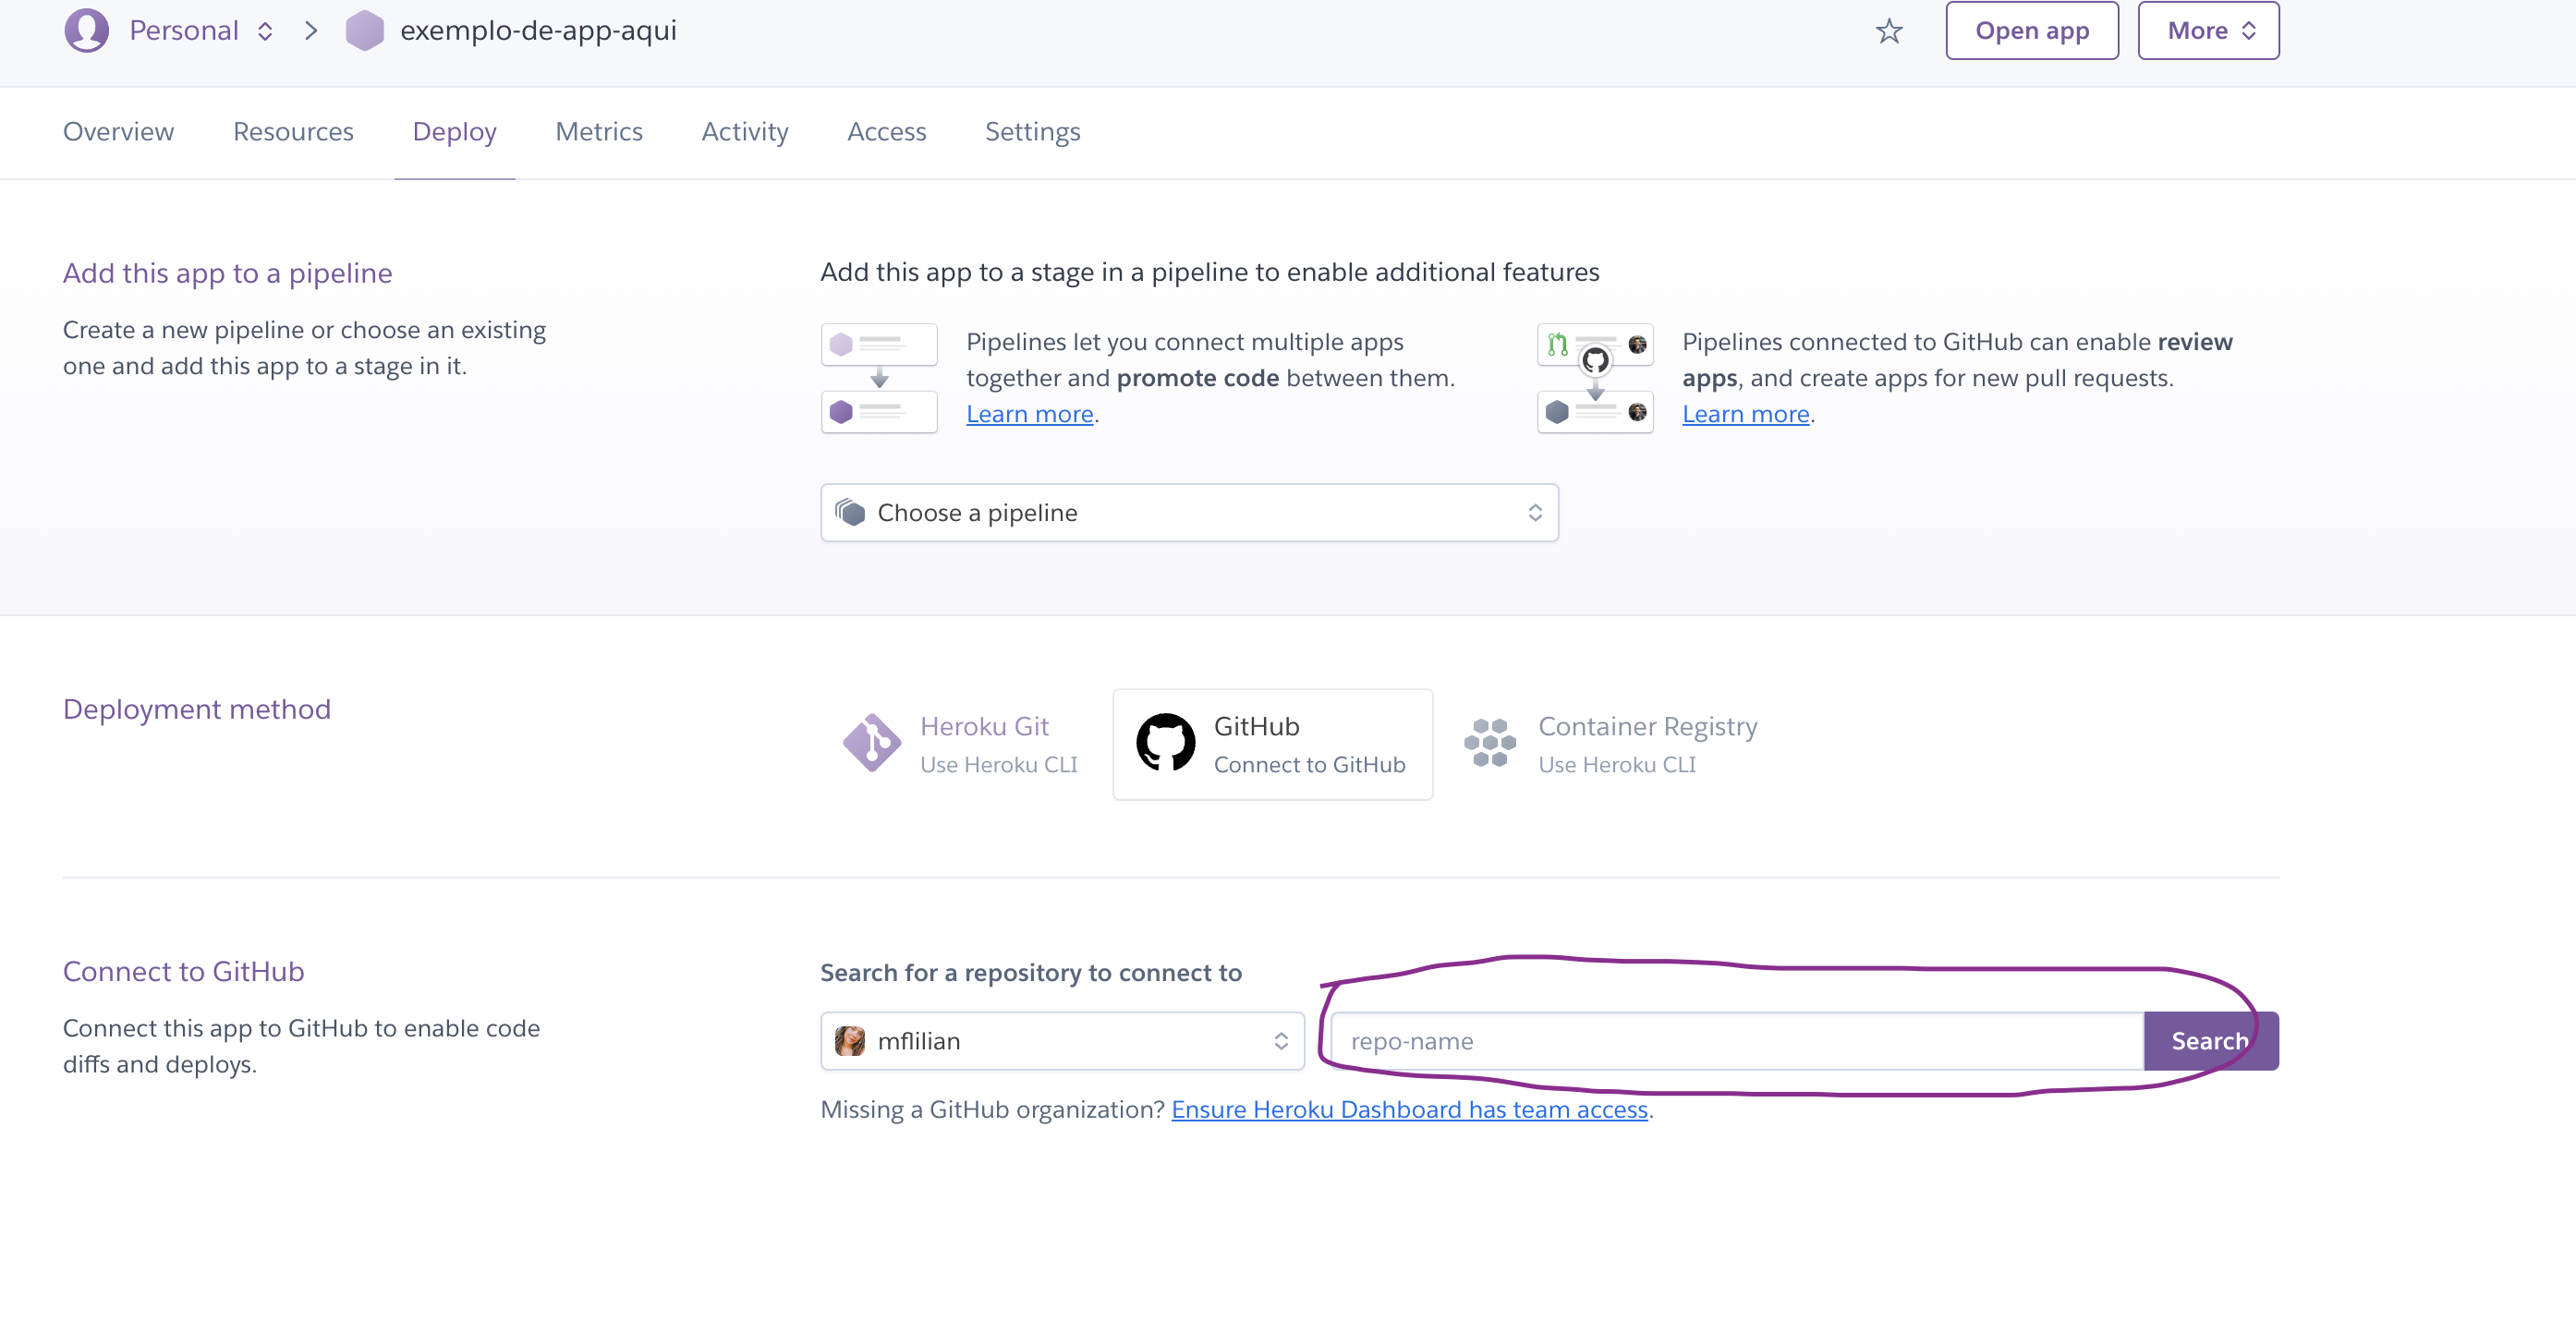 Personal
exemplo-de-app-aqui
Open app
More
Overview
Resources
Deploy
Metrics
Activity
Access
Settings
Add this app to a pipeline
Create a new pipeline or choose an existing
one and add this app to a stage in it.
Add this app to a stage in a pipeline to enable additional features
Pipelines let you connect multiple apps
together and promote code between them.
Learn more.
Pipelines connected to GitHub can enable review
apps, and create apps for new pull requests.
Learn more.
Choose a pipeline
Deployment method
Heroku Git
Use Heroku CLI
GitHub
Connect to GitHub
Container Registry
Use Heroku CLI
Connect to GitHub
Connect this app to GitHub to enable code
diffs and deploys.
Search for a repository to connect to
mflilian
repo-name
Search
Missing a GitHub organization? Ensure Heroku Dashboard has team access.